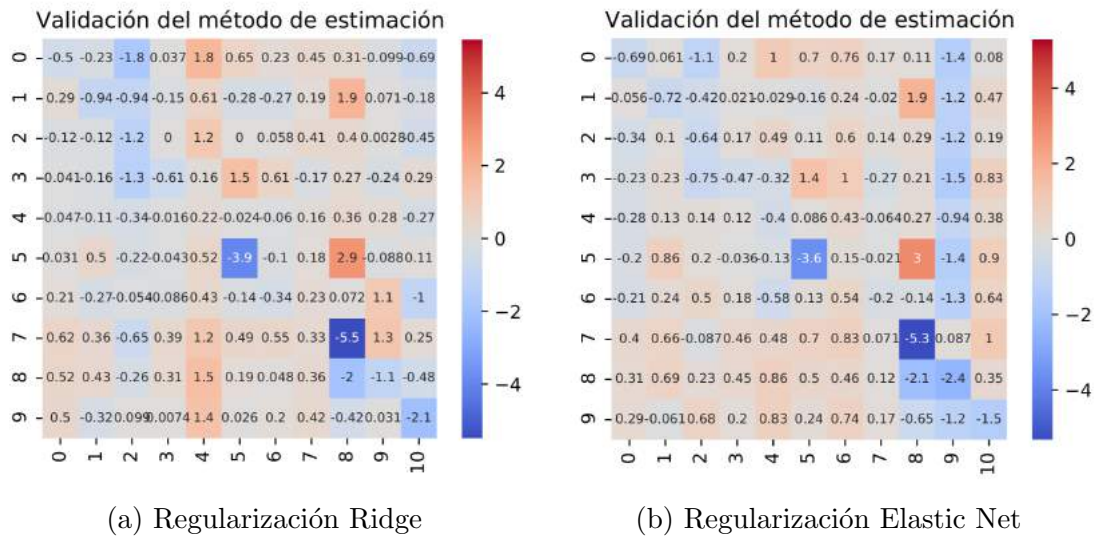 Validación del método de estimación
0 -0.5 -0.23 -1.8 0.037 1.8 0.65 0.23 0.45 0.31 -0.099 -0.69
1 0.29 -0.94 -0.94 -0.15 0.61 -0.28 -0.27 0.19 1.9 0.071 -0.18
2 -0.12 -0.12 -1.2 0 1.2 0 0.058 0.41 0.4 0.0028 -0.45
3 -0.041 -0.16 -1.3 -0.61 0.16 1.5 0.61 -0.17 0.27 -0.24 0.29
4 -0.047 -0.11 -0.34 -0.016 0.22 -0.024 -0.06 0.16 0.36 0.28 -0.27
5 -0.031 0.5 -0.22 -0.043 0.52 -3.9 -0.1 0.18 2.9 -0.088 0.11
6 0.21 -0.27 -0.054 0.086 0.43 -0.14 -0.34 0.23 0.072 1.1 -1
7 0.62 0.36 -0.65 0.39 1.2 0.49 0.55 0.33 -5.5 1.3 0.25
8 0.52 0.43 -0.26 0.31 1.5 0.19 0.048 0.36 -2 -1.1 -0.48
9 0.5 -0.32 0.099 0.0074 1.4 0.026 0.2 0.42 -0.42 0.031 -2.1
0 1 2 3 4 5 6 7 8 9 10
4
2
0
−2
−4
(a) Regularización Ridge
Validación del método de estimación
0 -0.69 0.061 -1.1 0.2 1 0.7 0.76 0.17 0.11 -1.4 0.08
1 -0.056 -0.72 -0.42 0.021 -0.029 -0.16 0.24 -0.02 1.9 -1.2 0.47
2 -0.34 0.1 -0.64 0.17 0.49 0.11 0.6 0.14 0.29 -1.2 0.19
3 -0.23 0.23 -0.75 -0.47 -0.32 1.4 1 -0.27 0.21 -1.5 0.83
4 -0.28 0.13 0.14 0.12 -0.4 0.086 0.43 -0.064 0.27 -0.94 0.38
5 -0.2 0.86 0.2 -0.036 -0.13 -3.6 0.15 -0.021 3 -1.4 0.9
6 -0.21 0.24 0.5 0.18 -0.58 0.13 0.54 -0.2 -0.14 -1.3 0.64
7 0.4 0.66 -0.087 0.46 0.48 0.7 0.83 0.071 -5.3 0.087 1
8 0.31 0.69 0.23 0.45 0.86 0.5 0.46 0.12 -2.1 -2.4 0.35
9 0.29 -0.061 0.68 0.2 0.83 0.24 0.74 0.17 -0.65 -1.2 -1.5
0 1 2 3 4 5 6 7 8 9 10
4
2
0
−2
−4
(b) Regularización Elastic Net